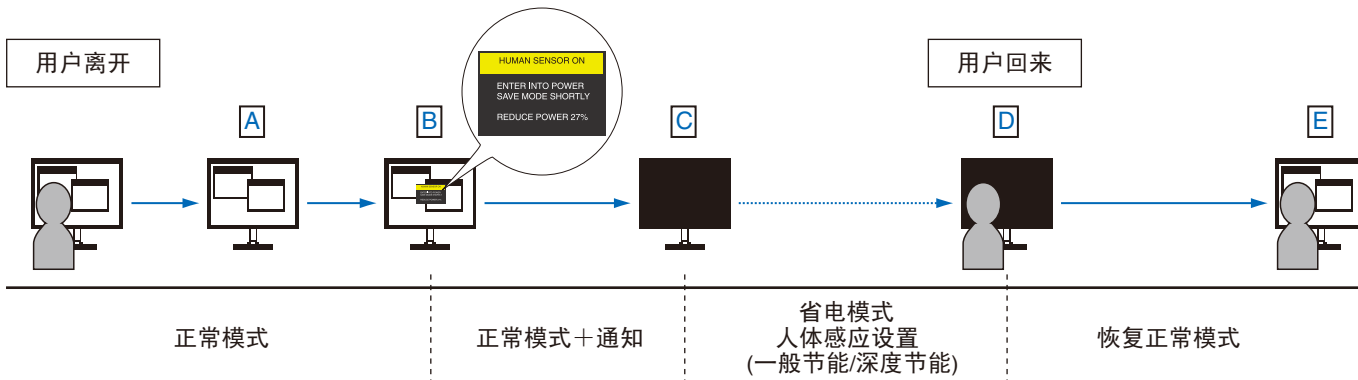 用户离开
HUMAN SENSOR ON
ENTER INTO POWER
SAVE MODE SHORTLY
REDUCE POWER 27%
用户回来
A
B
C
D
E
正常模式
正常模式＋通知
省电模式
人体感应设置
(一般节能/深度节能)
恢复正常模式